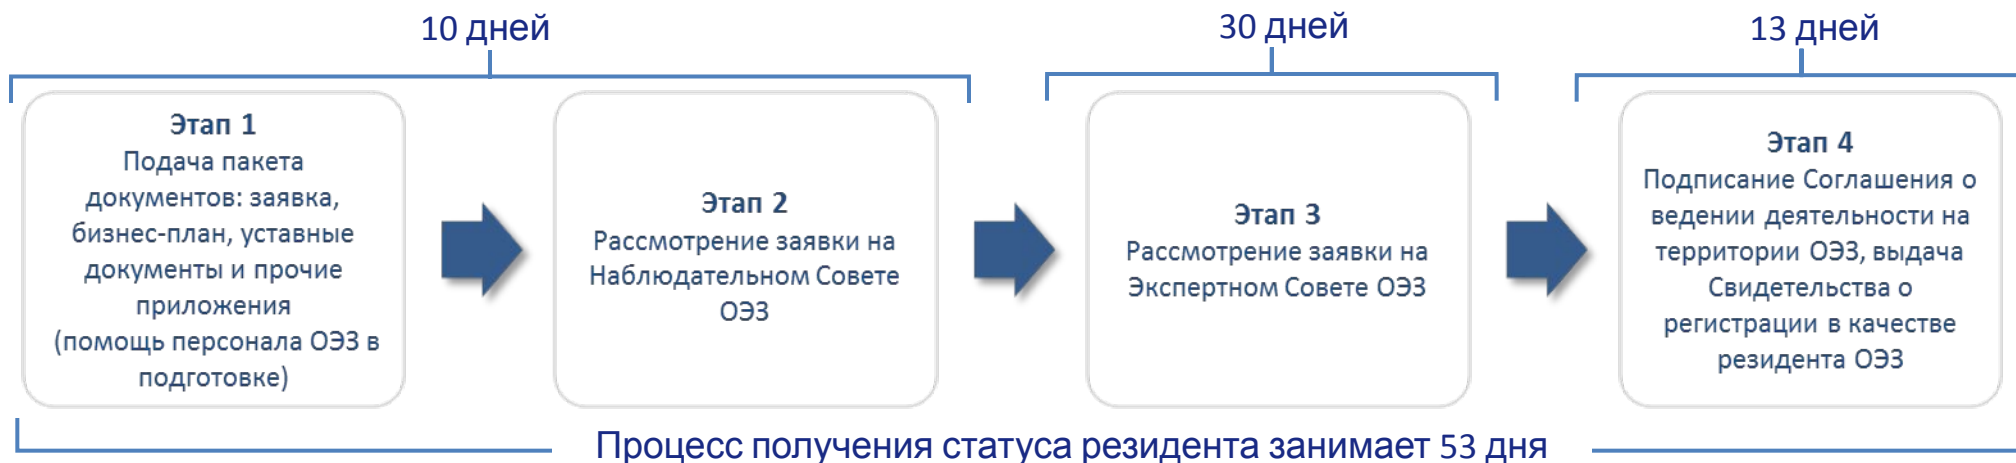 10 дней
30 дней
13 дней
Этап 1
Подача пакета
документов: заявка,
бизнес-план, уставные
документы и прочие
приложения
(помощь персонала ОЭЗ в
подготовке)
Этап 2
Рассмотрение заявки на
Наблюдательном Совете
ОЭЗ
Этап 3
Рассмотрение заявки на
Экспертном Совете ОЭЗ
Этап 4
Подписание Соглашения о
ведении деятельности на
территории ОЭЗ, выдача
Свидетельства о
регистрации в качестве
резидента ОЭЗ
Процесс получения статуса резидента занимает 53 дня